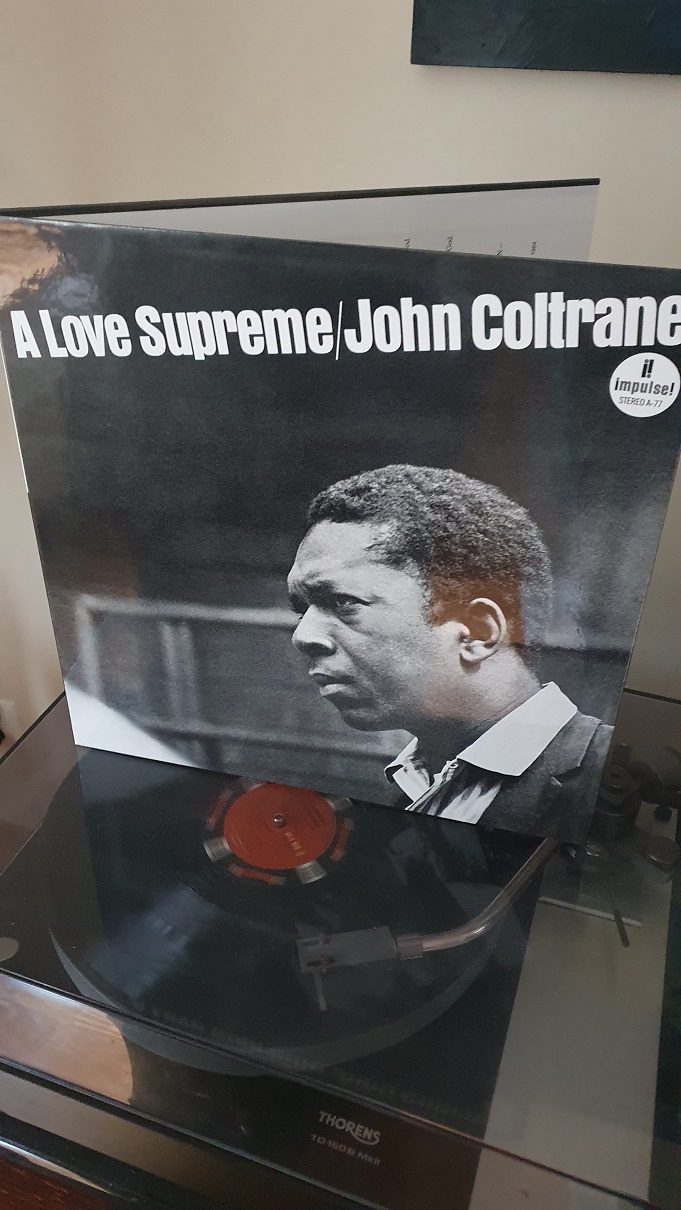 A Love Supreme/John Coltrane
i!
impulse!
STEREO A-77
THORENS
TD 160 B MKII